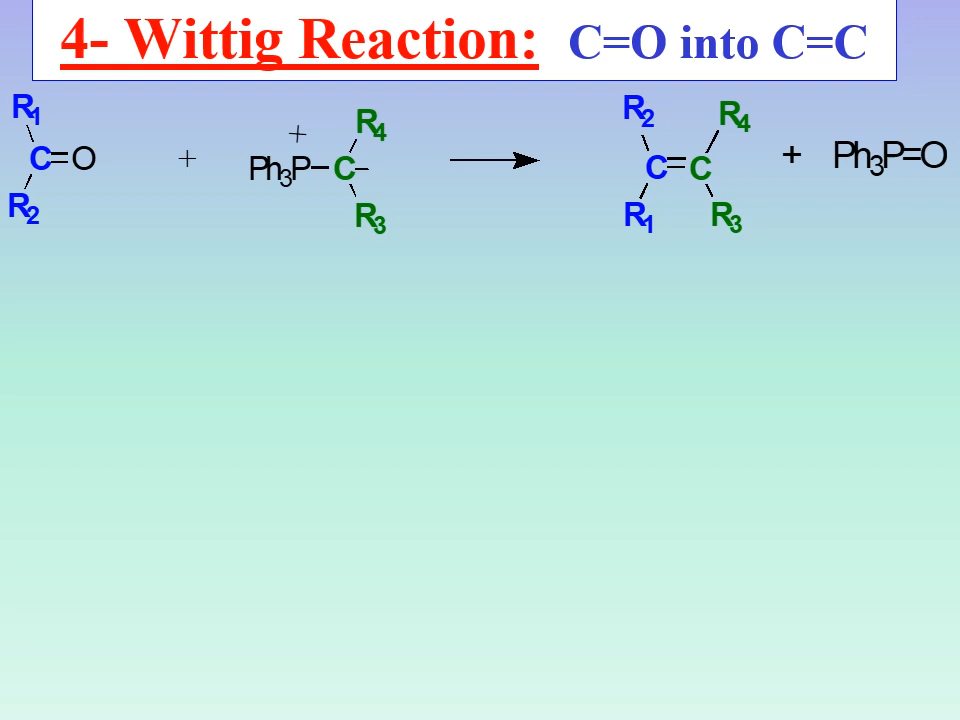 4- Wittig Reaction: C=O into C=C
R1 R4 R2 R4
C=O + Ph3P+–C– → C=C + Ph3P=O
R2 R3 R1 R3